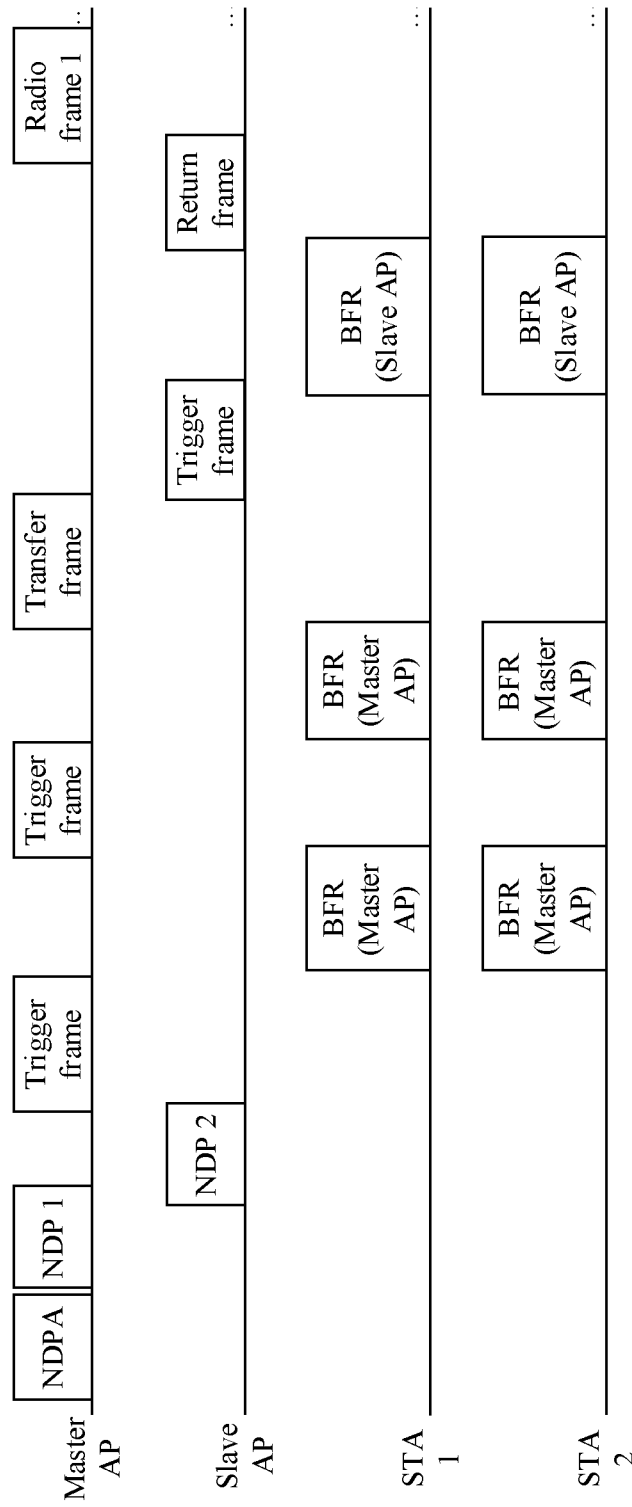 Master
AP
NDPA
NDP 1
Trigger
frame
Trigger
frame
Transfer
frame
Radio
frame 1
...
Slave
AP
NDP 2
Trigger
frame
Return
frame
...
STA
1
BFR
(Master
AP)
BFR
(Master
AP)
BFR
(Slave AP)
...
STA
2
BFR
(Master
AP)
BFR
(Master
AP)
BFR
(Slave AP)
...